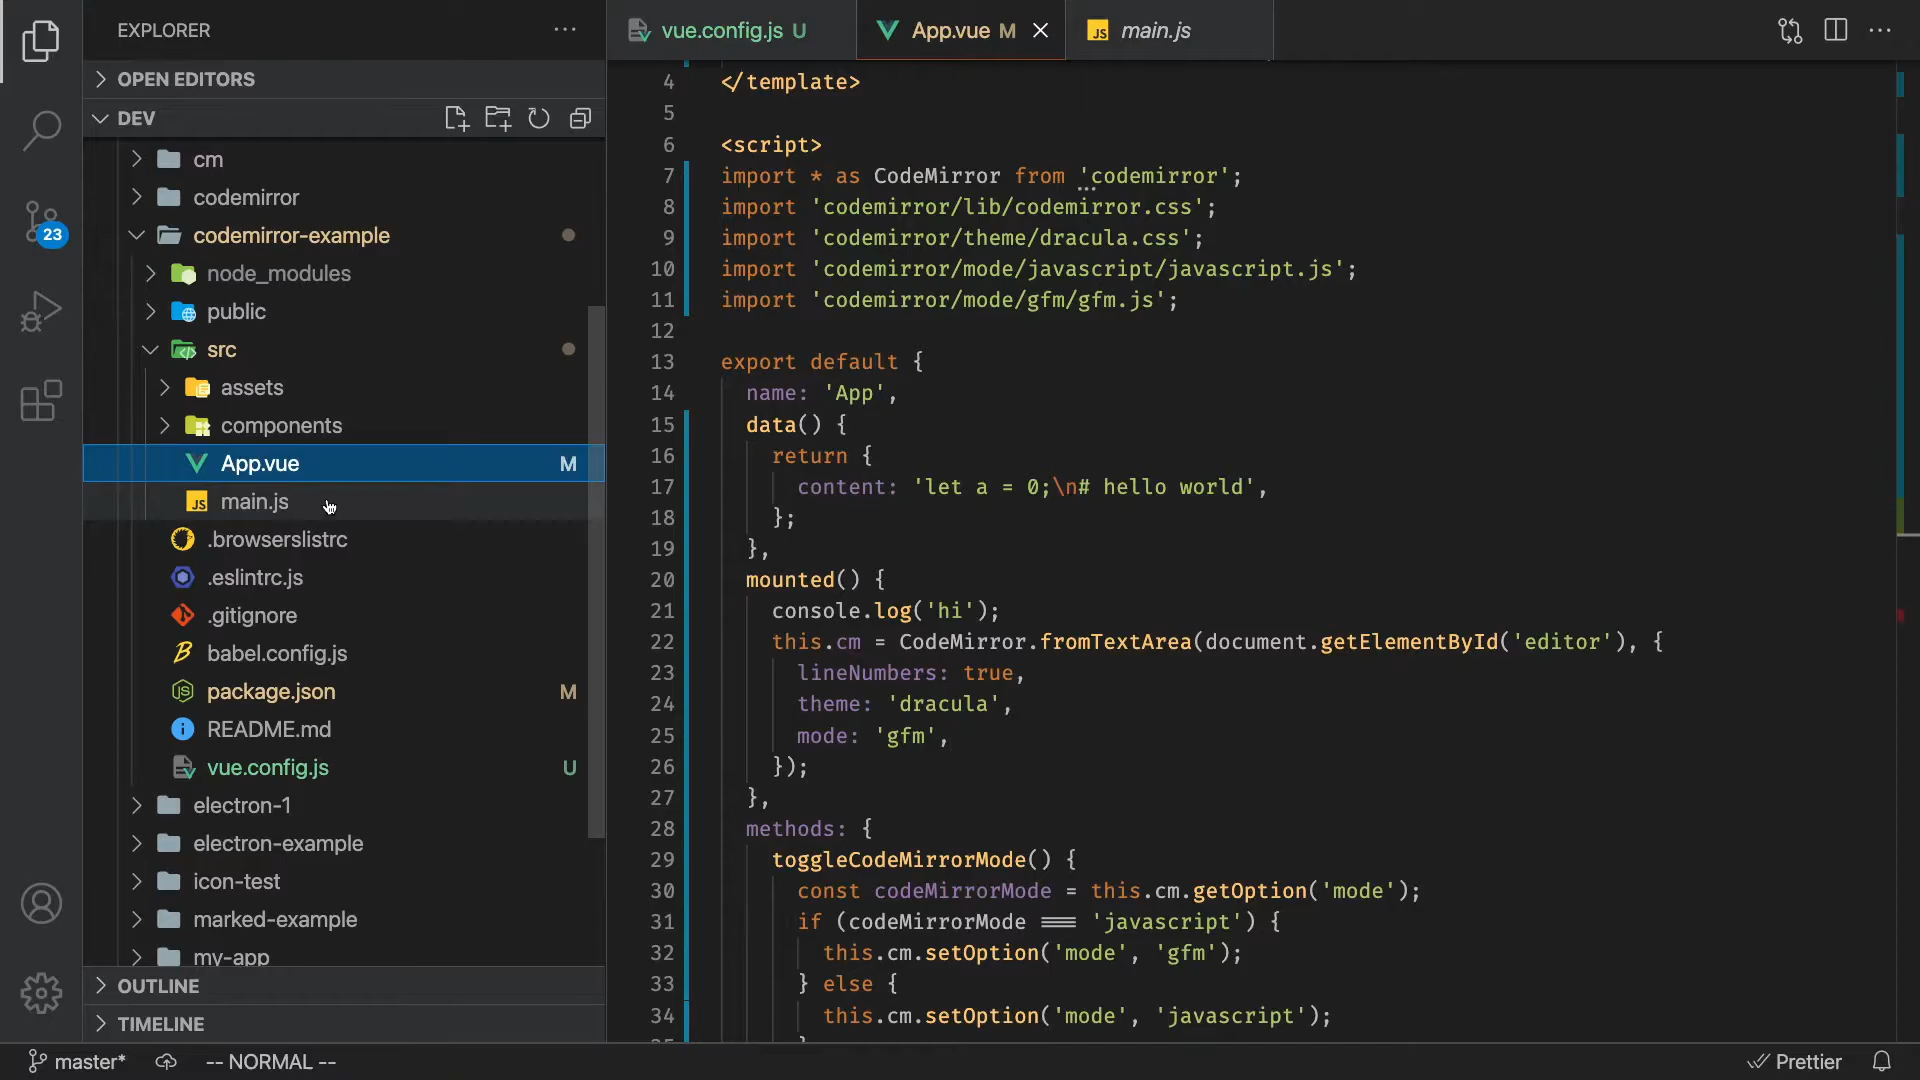 EXPLORER
OPEN EDITORS
DEV
cm
codemirror
codemirror-example
node_modules
public
src
assets
components
App.vue M
JS main.js
.browserslistrc
.eslintrc.js
.gitignore
babel.config.js
package.json M
README.md
vue.config.js U
electron-1
electron-example
icon-test
marked-example
my-app
OUTLINE
TIMELINE
23
vue.config.js U
App.vue M
JS main.js
4 </template>
5
6 <script>
7 import * as CodeMirror from 'codemirror';
8 import 'codemirror/lib/codemirror.css';
9 import 'codemirror/theme/dracula.css';
10 import 'codemirror/mode/javascript/javascript.js';
11 import 'codemirror/mode/gfm/gfm.js';
12
13 export default {
14 name: 'App',
15 data() {
16 return {
17 content: 'let a = 0;\n# hello world',
18 };
19 },
20 mounted() {
21 console.log('hi');
22 this.cm = CodeMirror.fromTextArea(document.getElementById('editor'), {
23 lineNumbers: true,
24 theme: 'dracula',
25 mode: 'gfm',
26 });
27 },
28 methods: {
29 toggleCodeMirrorMode() {
30 const codeMirrorMode = this.cm.getOption('mode');
31 if (codeMirrorMode === 'javascript') {
32 this.cm.setOption('mode', 'gfm');
33 } else {
34 this.cm.setOption('mode', 'javascript');
master*
-- NORMAL --
Prettier